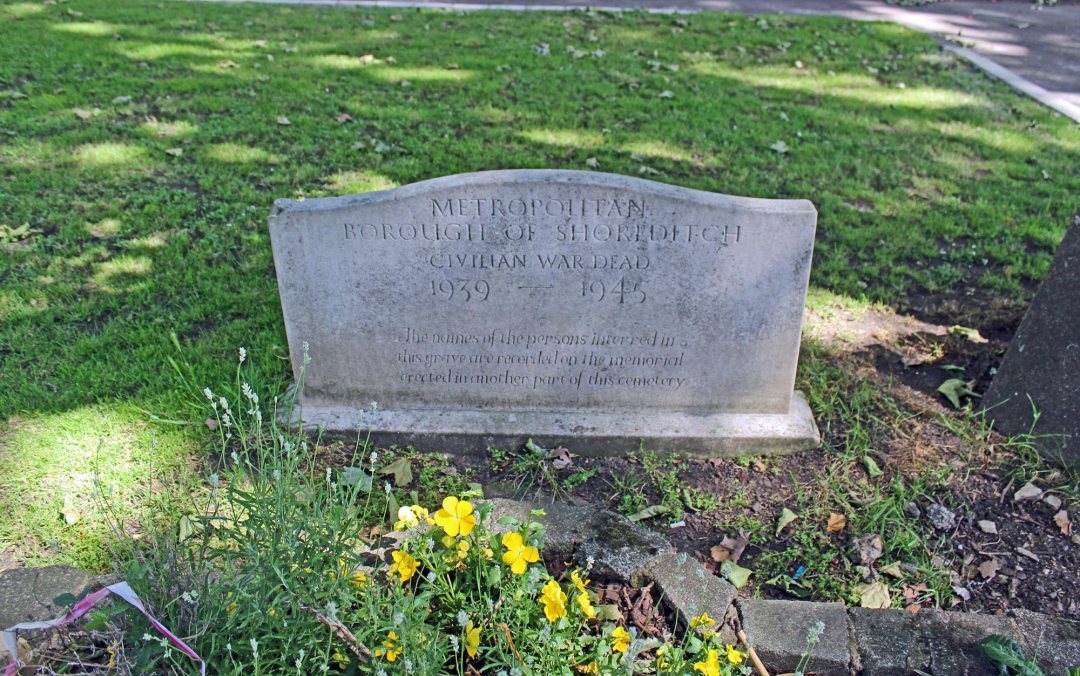 METROPOLITAN
BOROUGH OF SHOREDITCH
CIVILIAN WAR DEAD
1939 — 1945
The names of the persons interred in
this grave are recorded on the memorial
erected in another part of this cemetery